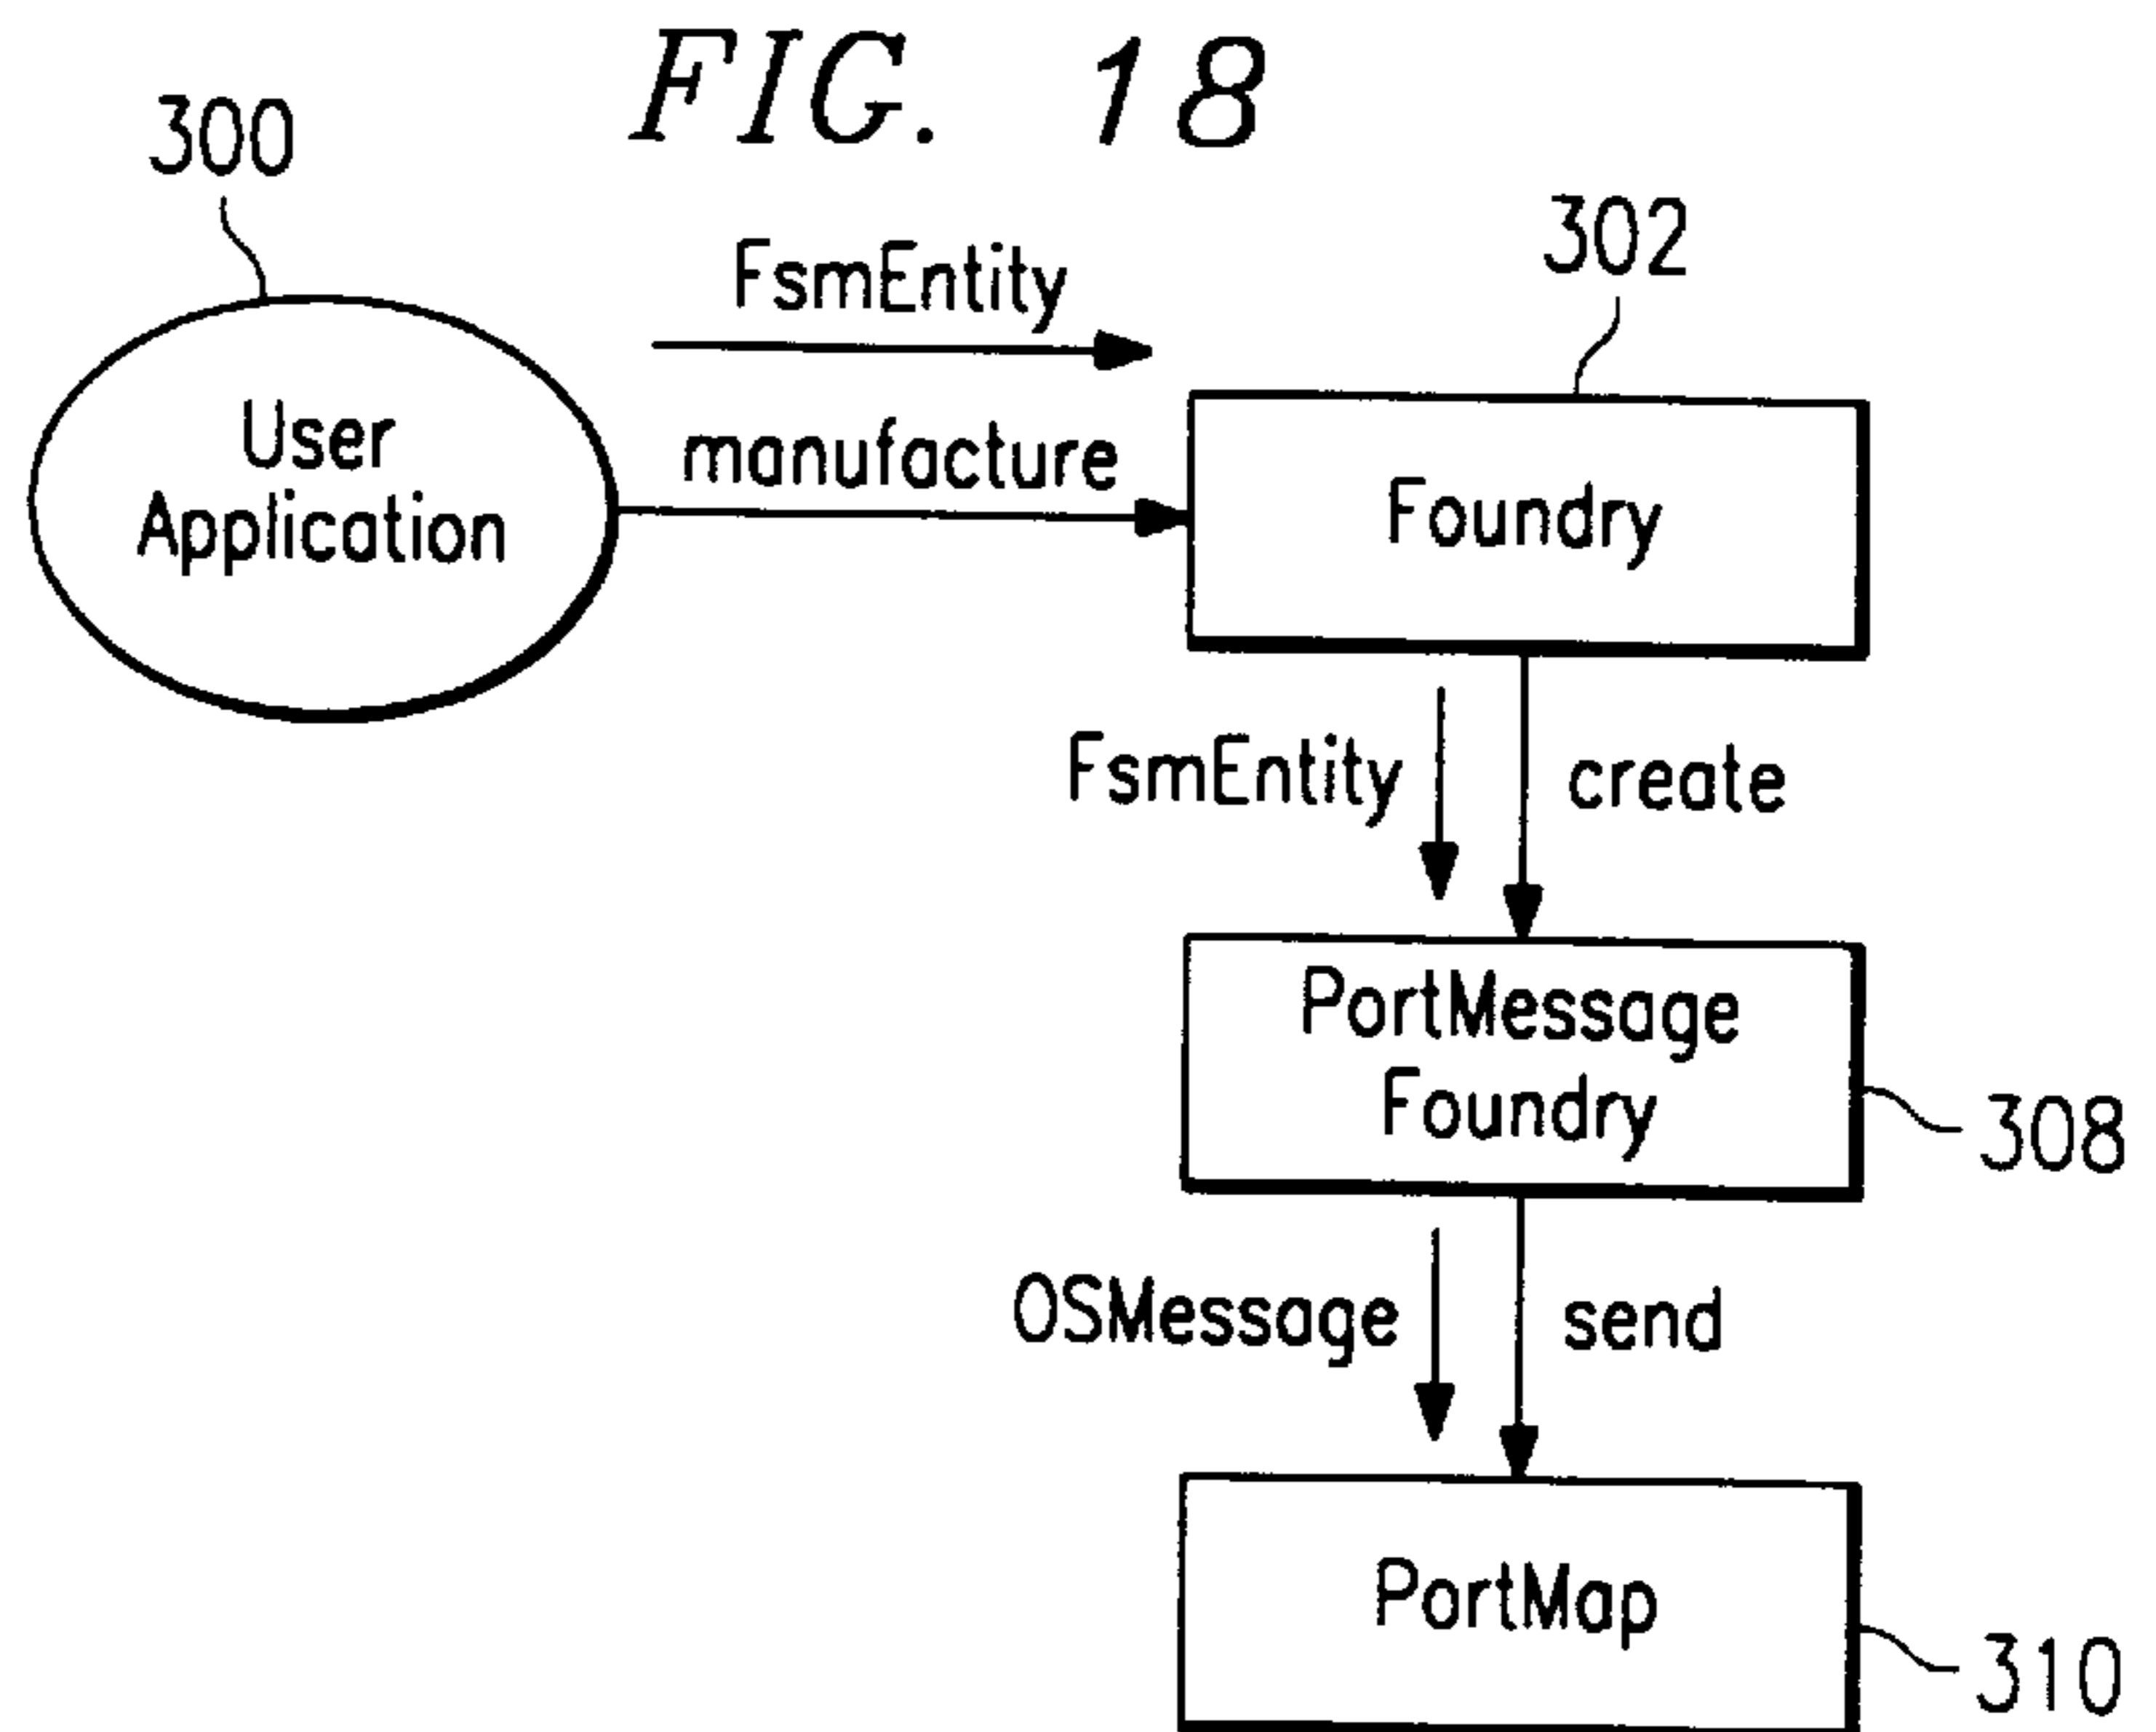 FIG. 18
300
302
FsmEntity
manufacture
User
Application
Foundry
FsmEntity
create
PortMessage
Foundry
308
OSMessage
send
PortMap
310